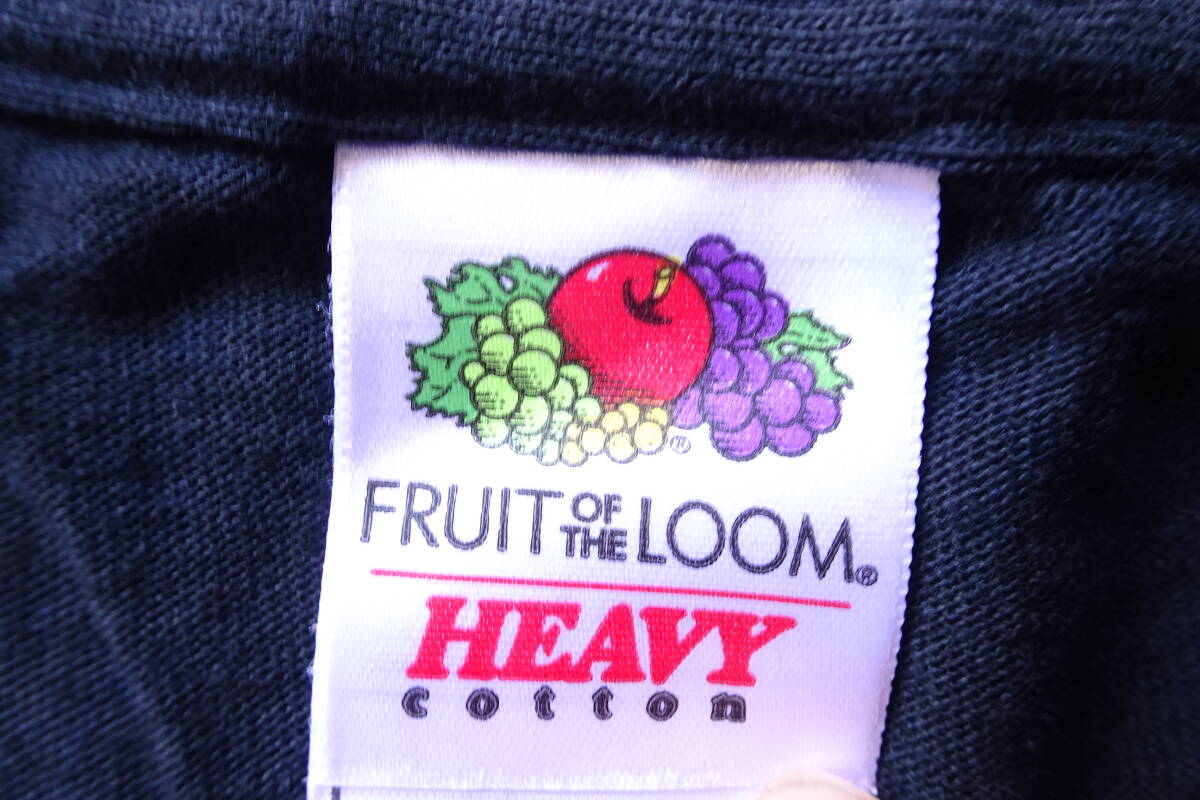 ®
FRUIT OF THE LOOM®
HEAVY
cotton